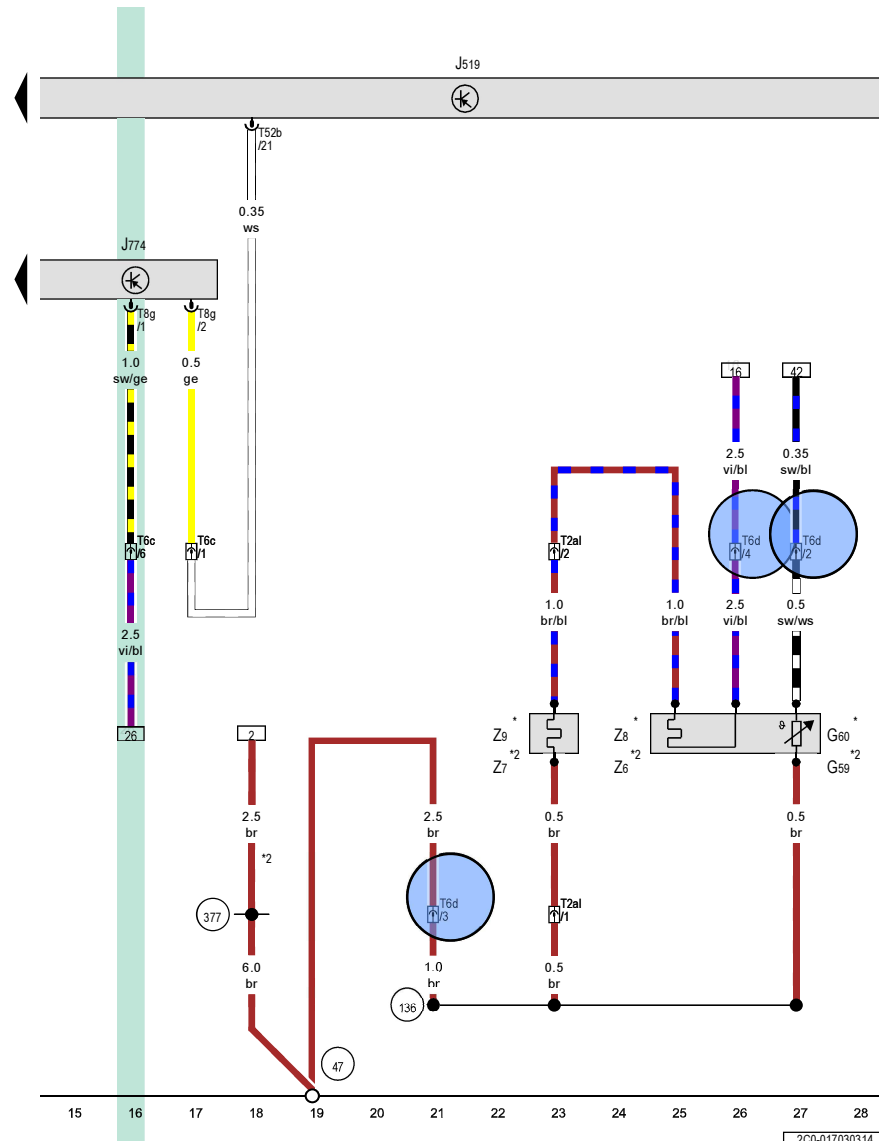 J519
T52b
/21
0.35
ws
J774
T8g
/1
T8g
/2
1.0
sw/ge
0.5
ge
16
42
2.5
vi/bl
0.35
sw/bl
T6c
/6
T6c
/1
T2al
/2
T6d
/4
T6d
/2
1.0
br/bl
1.0
br/bl
2.5
vi/bl
0.5
sw/ws
2.5
vi/bl
26
2
Z9 *
Z7 *2
Z8 *
Z6 *2
G60 *
G59 *2
2.5
br
2.5
br
0.5
br
0.5
br
*2
377
T6d
/3
T2al
/1
6.0
br
1.0
br
0.5
br
136
47
15 16 17 18 19 20 21 22 23 24 25 26 27 28
2C0-017030314